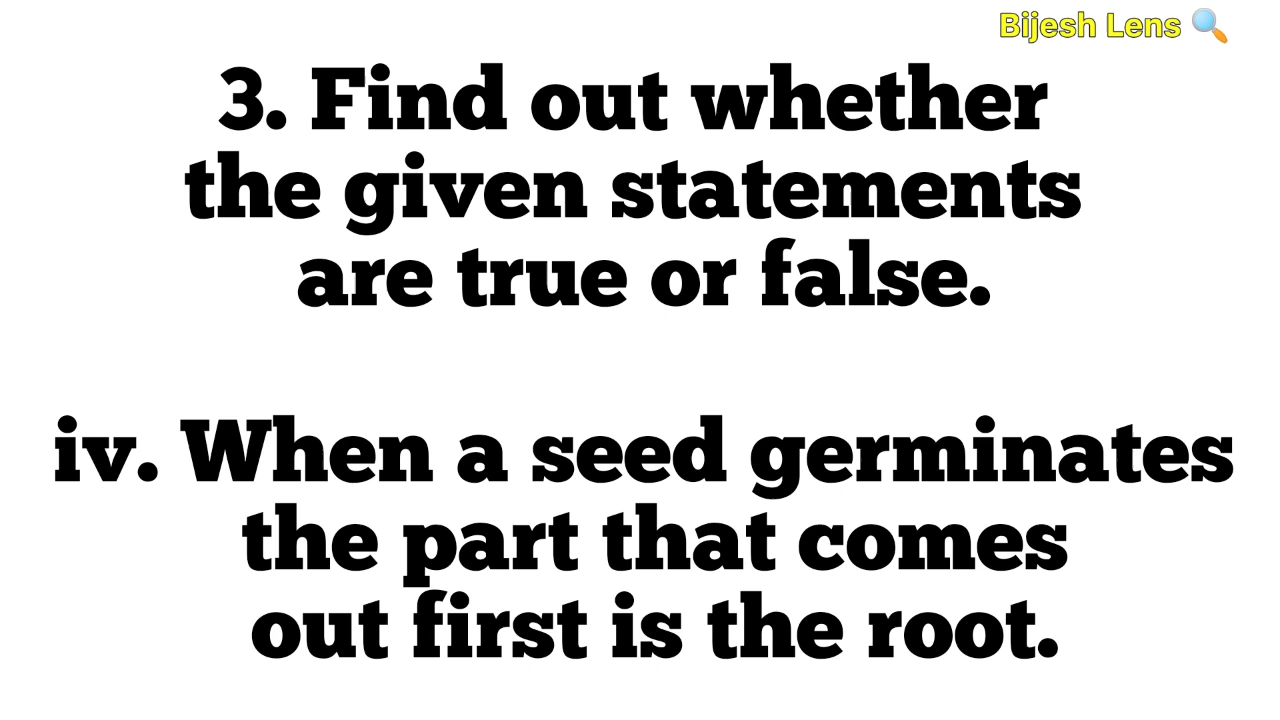 Bijesh Lens
3. Find out whether
the given statements
are true or false.
iv. When a seed germinates
the part that comes
out first is the root.